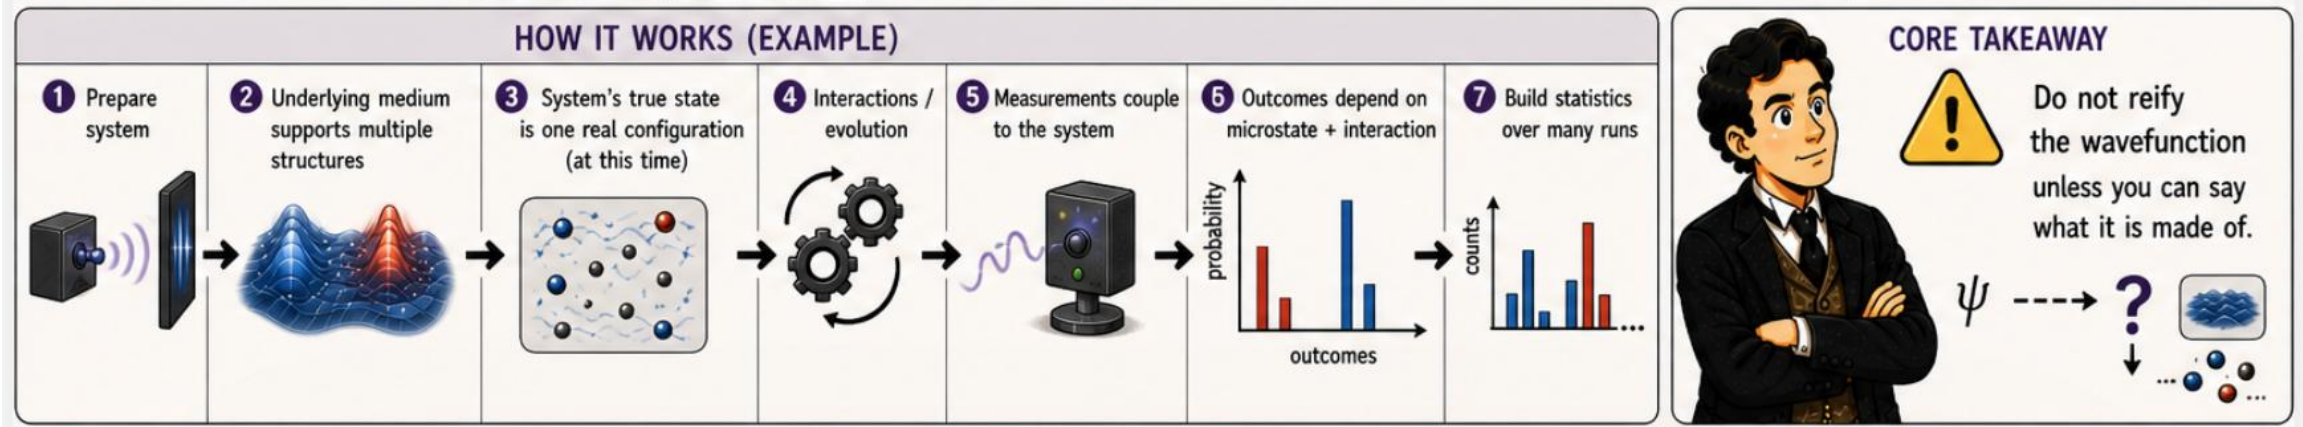 HOW IT WORKS (EXAMPLE)
1 Prepare
system
2 Underlying medium
supports multiple
structures
3 System's true state
is one real configuration
(at this time)
4 Interactions /
evolution
5 Measurements couple
to the system
6 Outcomes depend on
microstate + interaction
probability
outcomes
7 Build statistics
over many runs
counts
...
CORE TAKEAWAY
!
Do not reify
the wavefunction
unless you can say
what it is made of.
ψ ?
... ...